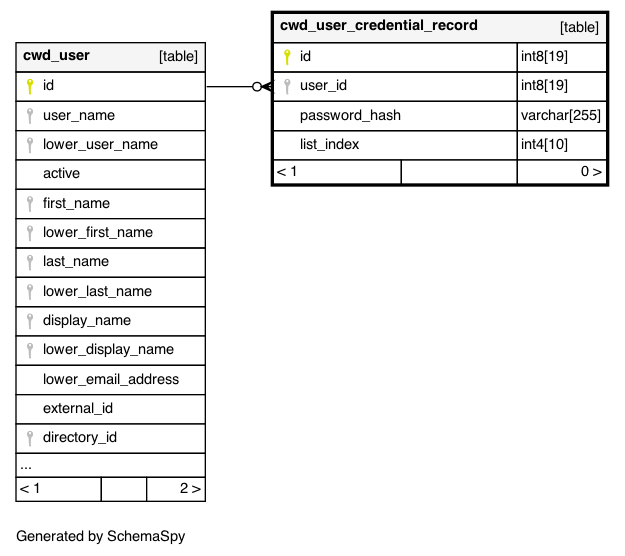 cwd_user [table]
id
user_name
lower_user_name
active
first_name
lower_first_name
last_name
lower_last_name
display_name
lower_display_name
lower_email_address
external_id
directory_id
...
< 1 2 >
cwd_user_credential_record [table]
id int8[19]
user_id int8[19]
password_hash varchar[255]
list_index int4[10]
< 1 0 >
Generated by SchemaSpy